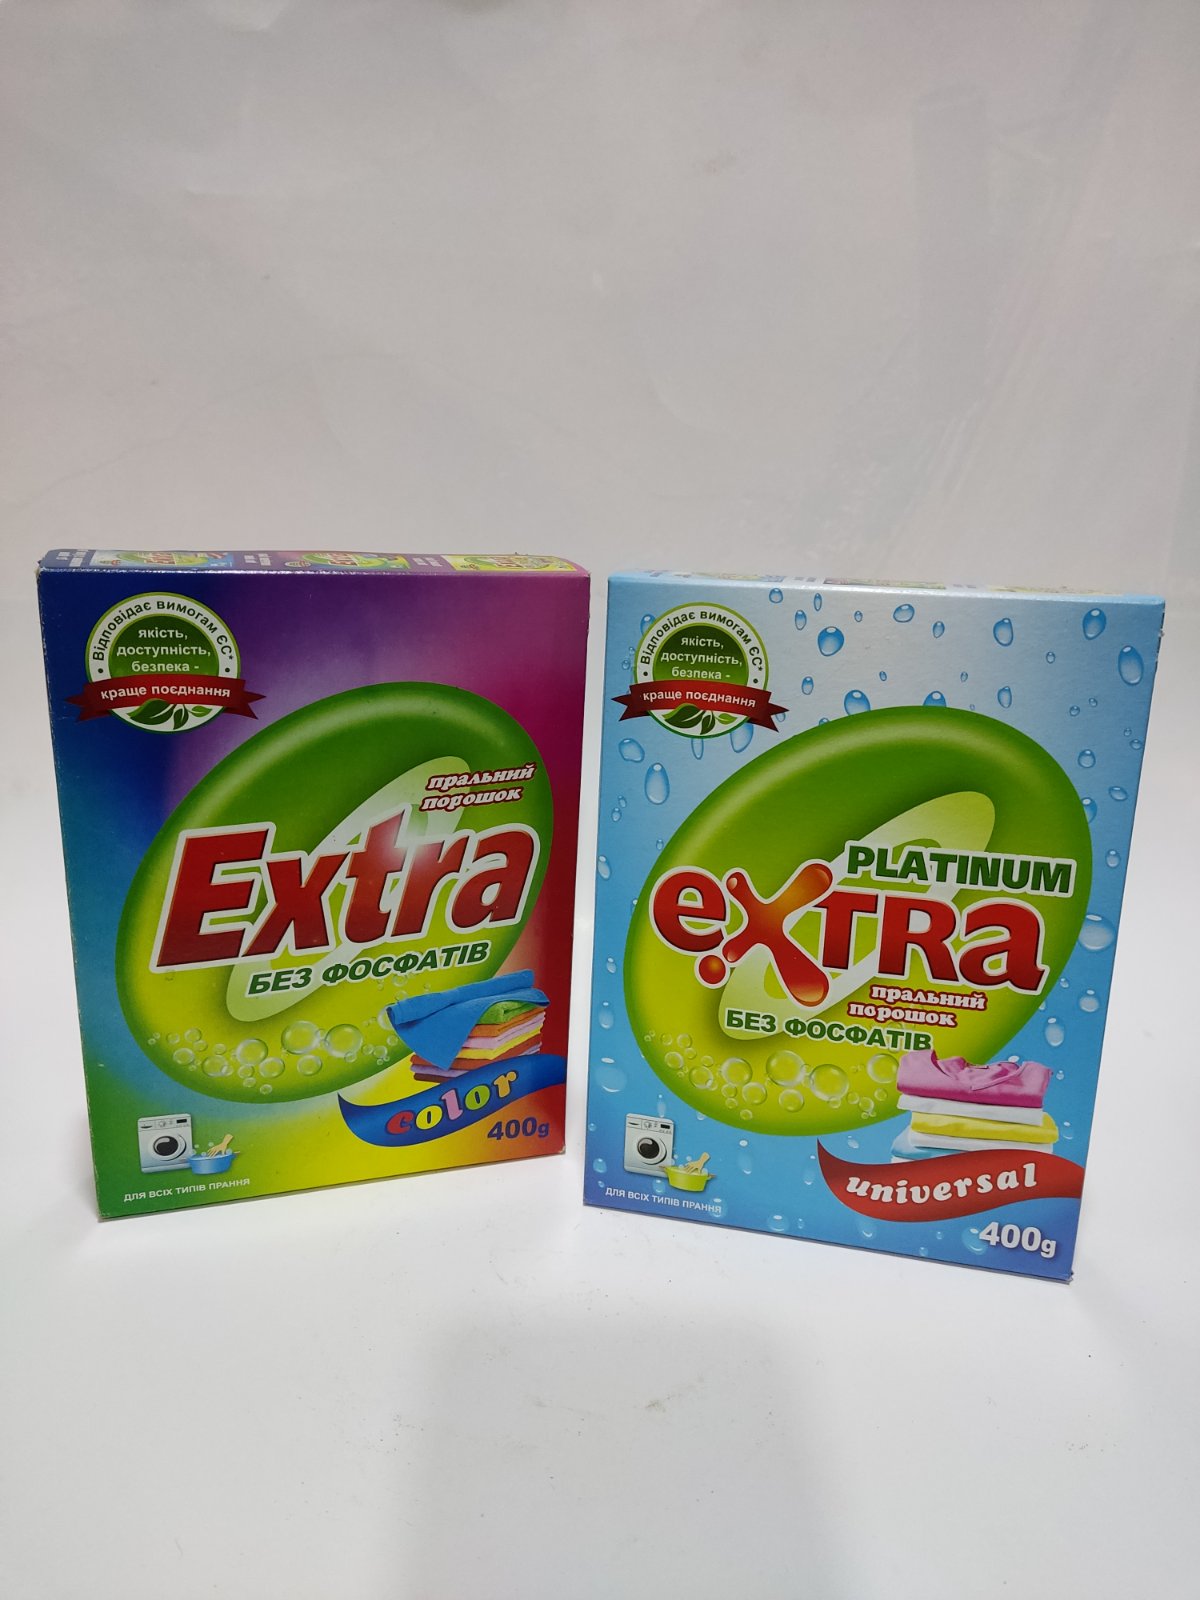 Відповідає вимогам ЄС*
якість,
доступність,
безпека -
краще поєднання
пральний
порошок
Extra
БЕЗ ФОСФАТІВ
color
400g
ДЛЯ ВСІХ ТИПІВ ПРАННЯ
Відповідає вимогам ЄС*
якість,
доступність,
безпека -
краще поєднання
PLATINUM
eXTRa
пральний
порошок
БЕЗ ФОСФАТІВ
universal
400g
ДЛЯ ВСІХ ТИПІВ ПРАННЯ